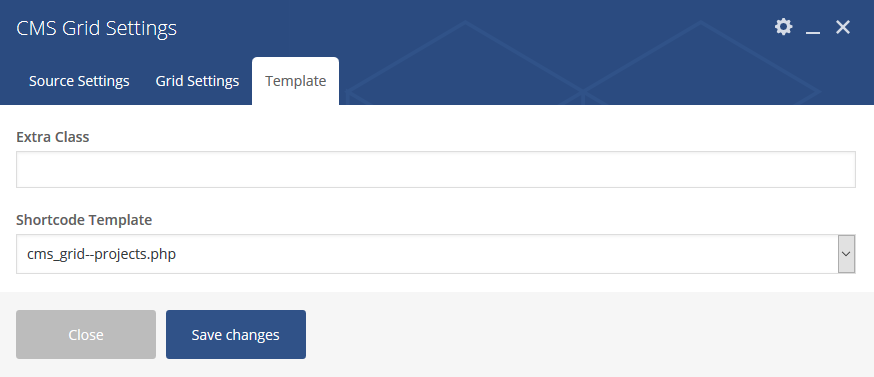 CMS Grid Settings
Source Settings Grid Settings Template
Extra Class
Shortcode Template
cms_grid--projects.php
Close Save changes